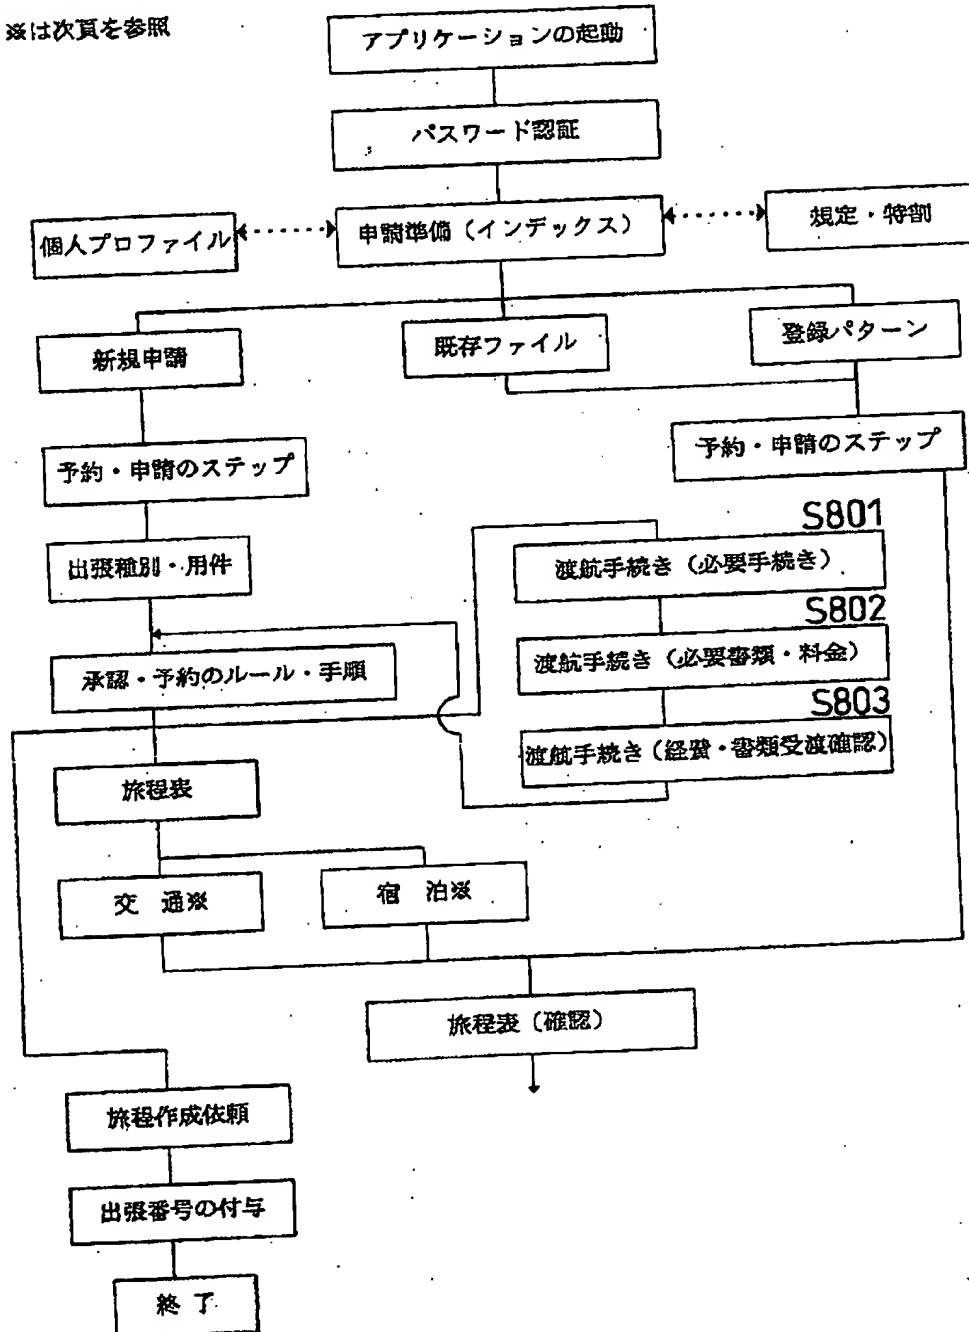 ※は次頁を参照
アプリケーションの起動
パスワード認証
個人プロファイル
申請準備（インデックス）
規定・特割
新規申請
既存ファイル
登録パターン
予約・申請のステップ
予約・申請のステップ
出張種別・用件
S801
渡航手続き（必要手続き）
S802
渡航手続き（必要書類・料金）
承認・予約のルール・手順
S803
渡航手続き（経費・書類受渡確認）
旅程表
交　通※
宿　泊※
旅程表（確認）
旅程作成依頼
出張番号の付与
終了